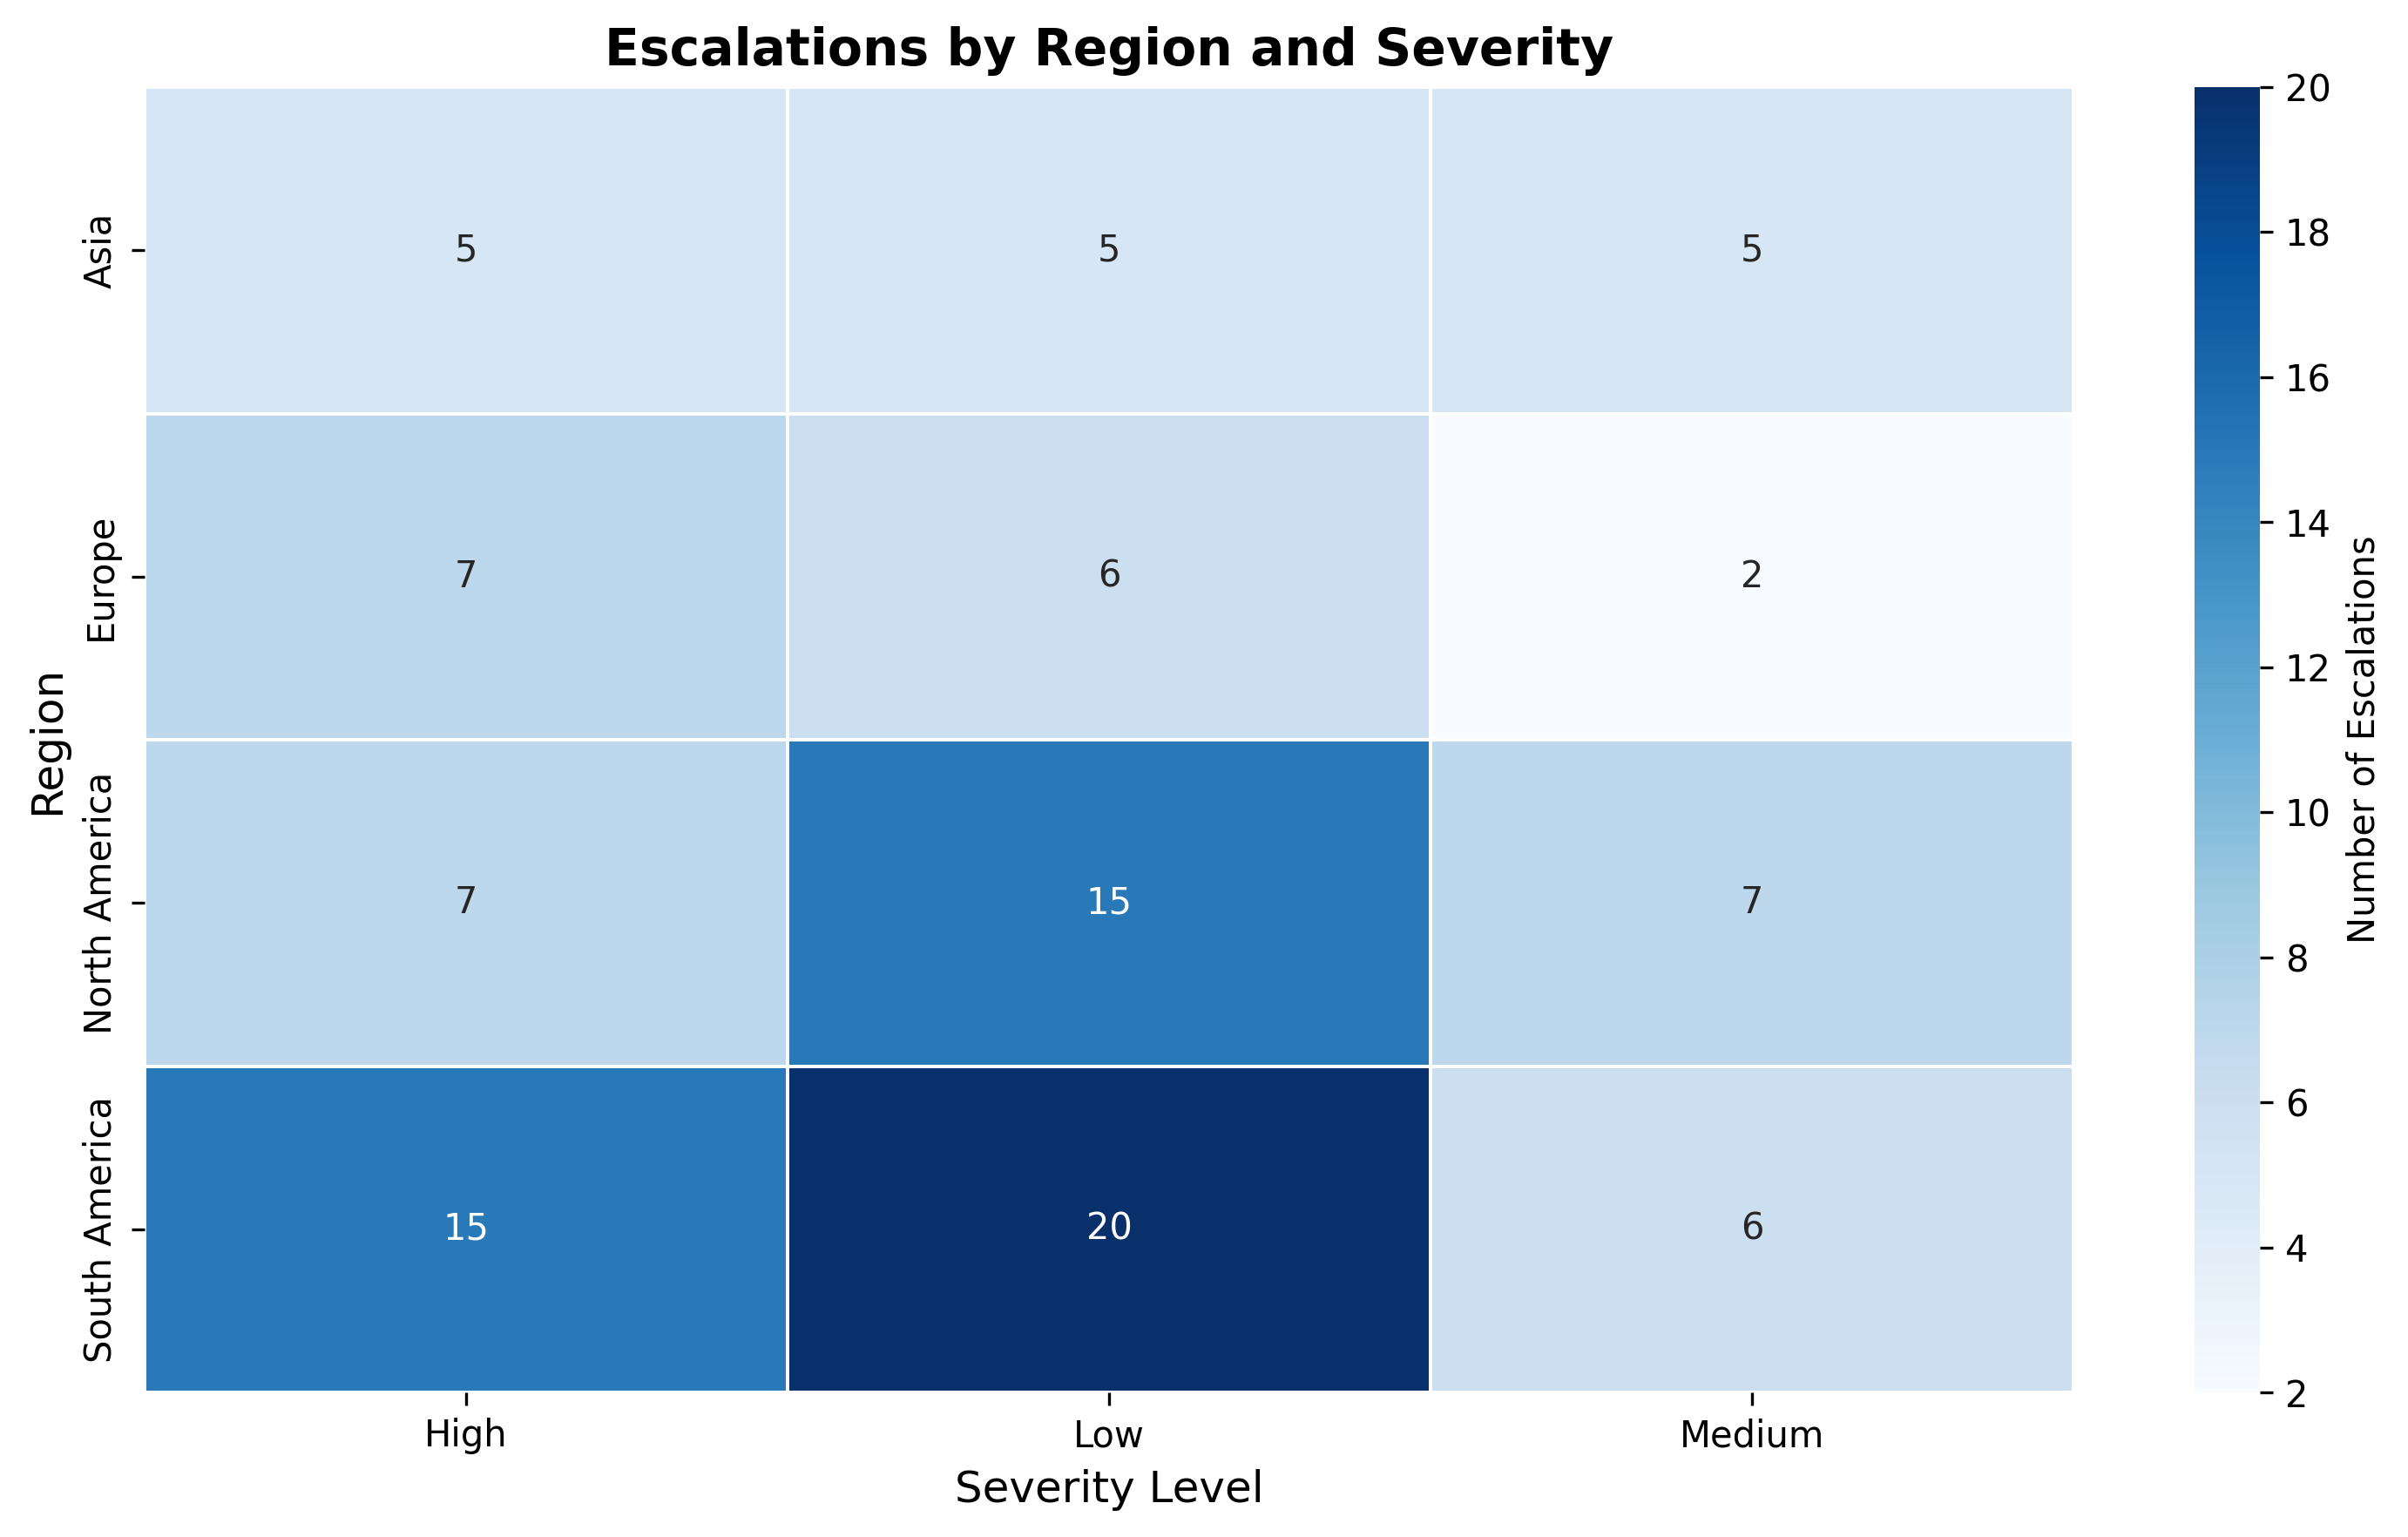 Escalations by Region and Severity
Region
Asia
5 5 5
Europe
7 6 2
North America
7 15 7
South America
15 20 6
High Low Medium
Severity Level
20
18
16
14
12
10
8
6
4
2
Number of Escalations